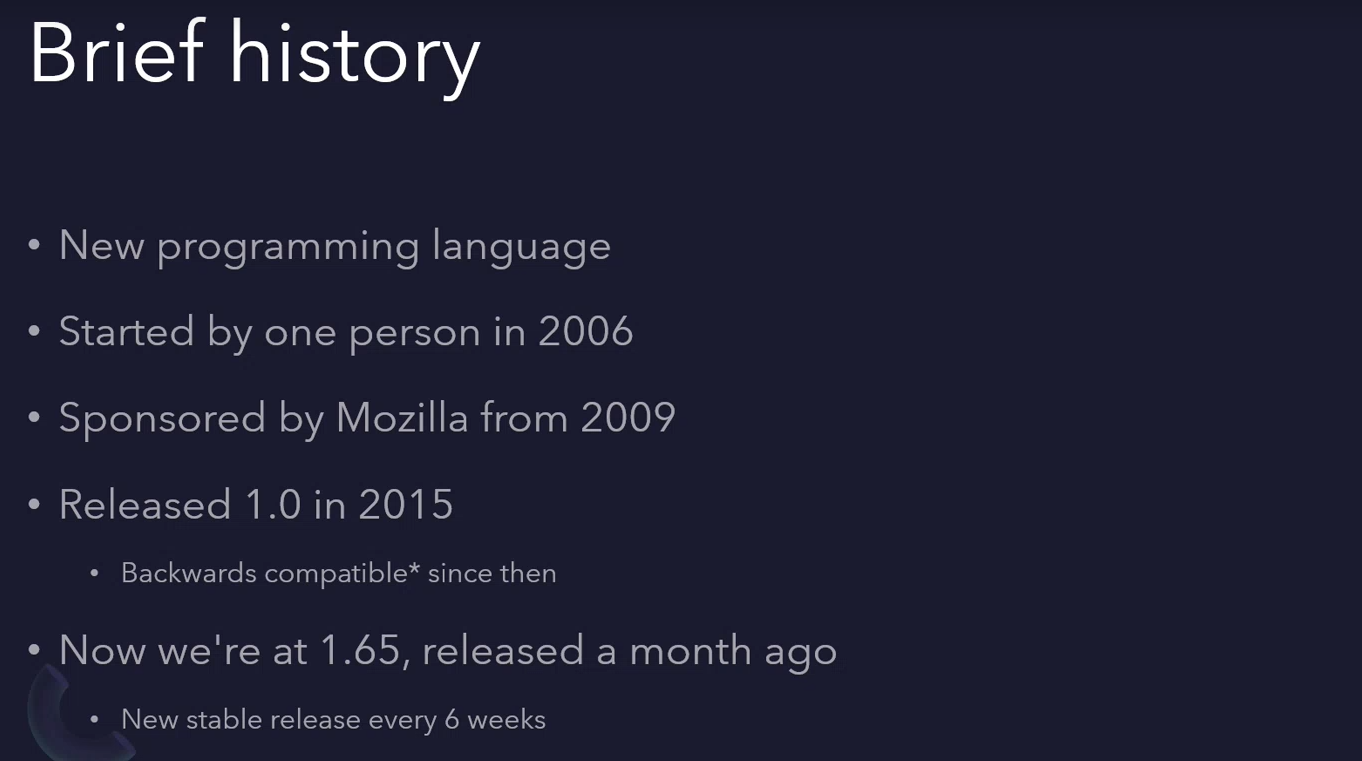 Brief history
• New programming language
• Started by one person in 2006
• Sponsored by Mozilla from 2009
• Released 1.0 in 2015
• Backwards compatible* since then
• Now we're at 1.65, released a month ago
• New stable release every 6 weeks